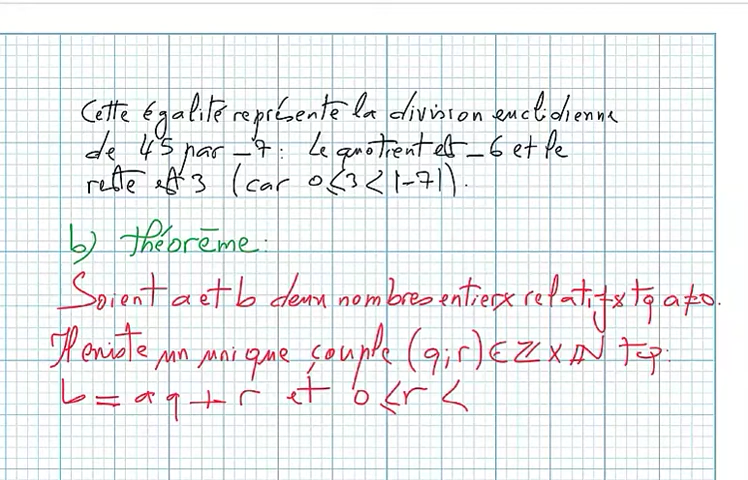 Cette égalité représente la division euclidienne
de 45 par -7 : Le quotient est -6 et le
reste est 3 (car 0 ≤ 3 < |-7|).
b) Théorème :
Soient a et b deux nombres entiers relatifs tq a ≠ 0.
Il existe un unique couple (q ; r) ∈ ℤ × ℕ tq :
b = aq + r et 0 ≤ r <